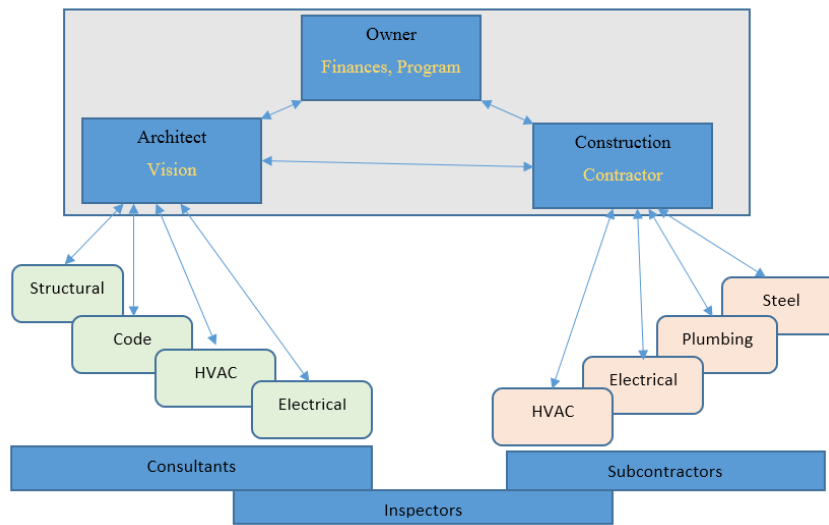 Owner
Finances, Program
Architect
Vision
Construction
Contractor
Structural
Code
HVAC
Electrical
Steel
Plumbing
Electrical
HVAC
Consultants
Subcontractors
Inspectors